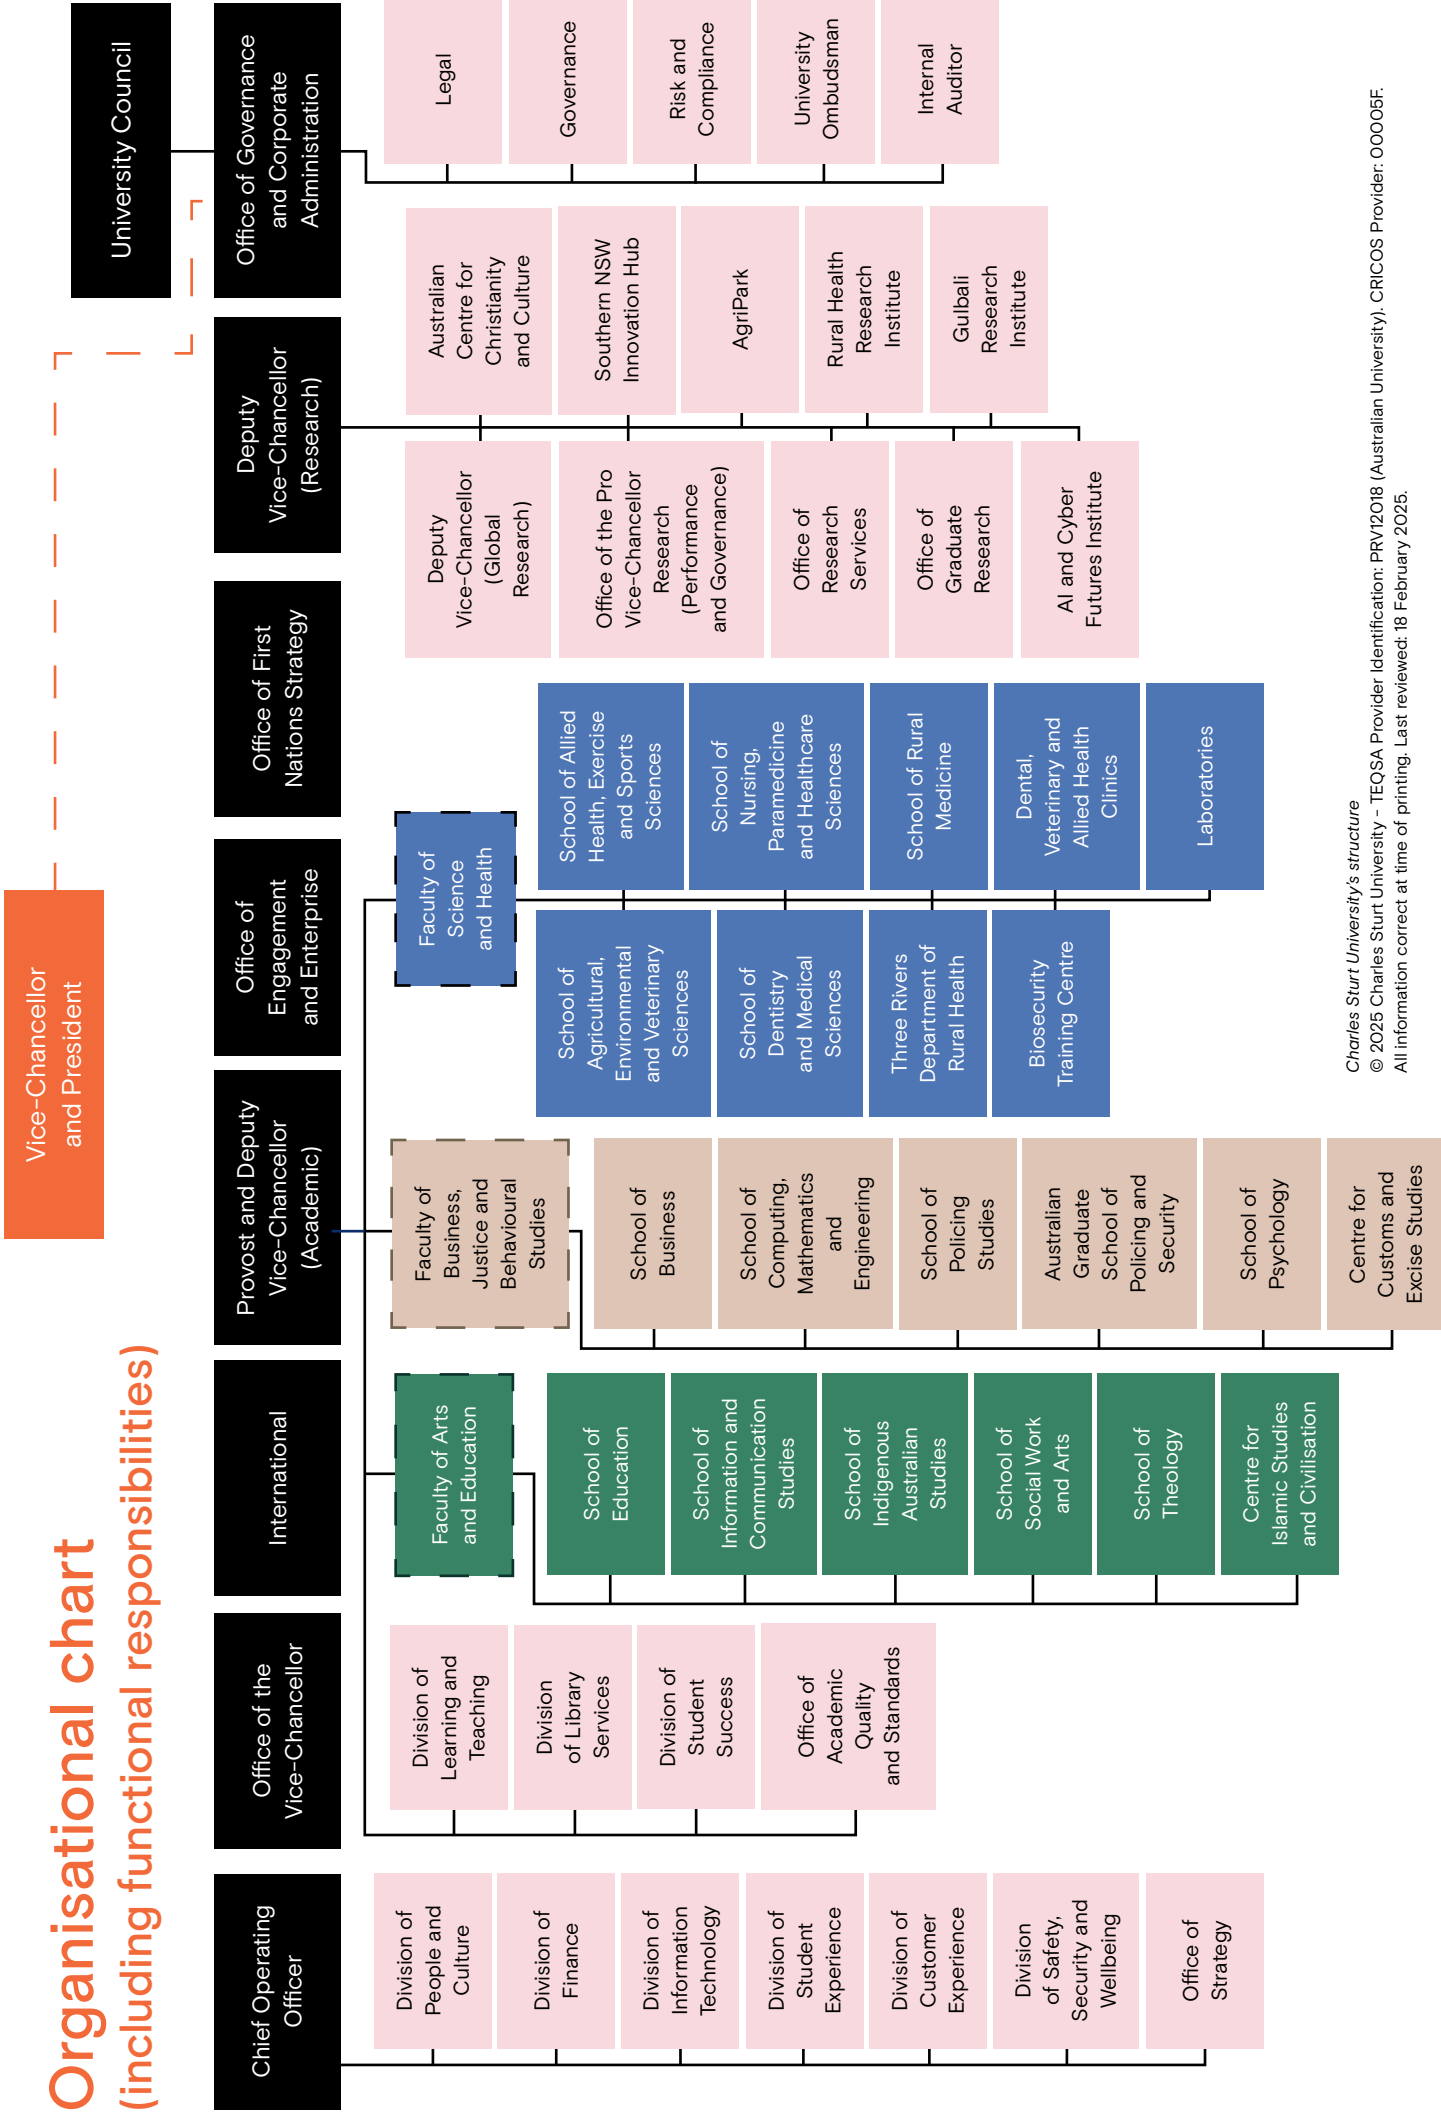 Organisational chart
(including functional responsibilities)
Vice-Chancellor
and President
University Council
Chief Operating
Officer
Office of the
Vice-Chancellor
International
Provost and Deputy
Vice-Chancellor
(Academic)
Office of
Engagement
and Enterprise
Office of First
Nations Strategy
Deputy
Vice-Chancellor
(Research)
Office of Governance
and Corporate
Administration
Division of
People and
Culture
Division of
Finance
Division of
Information
Technology
Division of
Student
Experience
Division of
Customer
Experience
Division
of Safety,
Security and
Wellbeing
Office of
Strategy
Division of
Learning and
Teaching
Division
of Library
Services
Division of
Student
Success
Office of
Academic
Quality
and Standards
Faculty of Arts
and Education
School of
Education
School of
Information and
Communication
Studies
School of
Indigenous
Australian
Studies
School of
Social Work
and Arts
School of
Theology
Centre for
Islamic Studies
and Civilisation
Faculty of
Business,
Justice and
Behavioural
Studies
School of
Business
School of
Computing,
Mathematics
and
Engineering
School of
Policing
Studies
Australian
Graduate
School of
Policing and
Security
School of
Psychology
Centre for
Customs and
Excise Studies
Faculty of
Science
and Health
School of
Agricultural,
Environmental
and Veterinary
Sciences
School of
Dentistry
and Medical
Sciences
Three Rivers
Department of
Rural Health
Biosecurity
Training Centre
School of Allied
Health, Exercise
and Sports
Sciences
School of
Nursing,
Paramedicine
and Healthcare
Sciences
School of Rural
Medicine
Dental,
Veterinary and
Allied Health
Clinics
Laboratories
Deputy
Vice-Chancellor
(Global
Research)
Office of the Pro
Vice-Chancellor
Research
(Performance
and Governance)
Office of
Research
Services
Office of
Graduate
Research
AI and Cyber
Futures Institute
Australian
Centre for
Christianity
and Culture
Southern NSW
Innovation Hub
AgriPark
Rural Health
Research
Institute
Gulbali
Research
Institute
Legal
Governance
Risk and
Compliance
University
Ombudsman
Internal
Auditor
Charles Sturt University's structure
© 2025 Charles Sturt University - TEQSA Provider Identification: PRV12018 (Australian University). CRICOS Provider: 00005F.
All information correct at time of printing. Last reviewed: 18 February 2025.